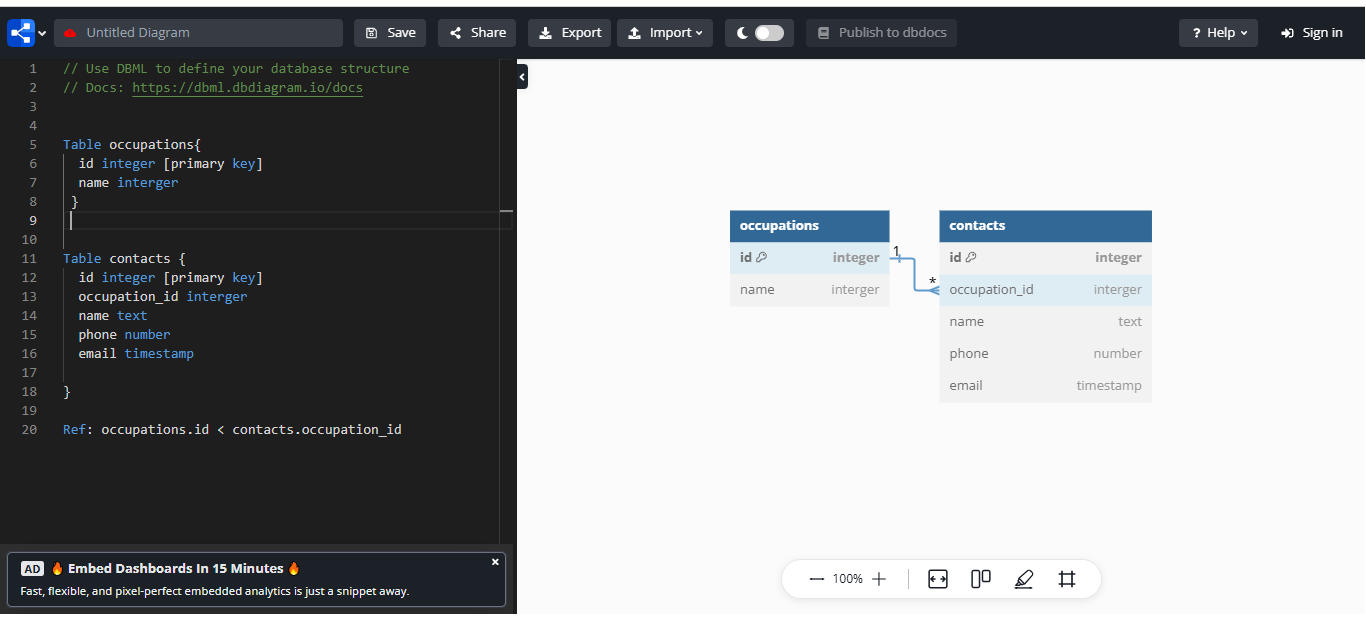 Untitled Diagram
Save
Share
Export
Import
Publish to dbdocs
? Help
Sign in
1 // Use DBML to define your database structure
2 // Docs: https://dbml.dbdiagram.io/docs
3
4
5 Table occupations{
6 id integer [primary key]
7 name interger
8 }
9
10
11 Table contacts {
12 id integer [primary key]
13 occupation_id interger
14 name text
15 phone number
16 email timestamp
17
18 }
19
20 Ref: occupations.id < contacts.occupation_id
AD 🔥 Embed Dashboards In 15 Minutes 🔥
Fast, flexible, and pixel-perfect embedded analytics is just a snippet away.
occupations
id integer
name interger
1
*
contacts
id integer
occupation_id interger
name text
phone number
email timestamp
100%